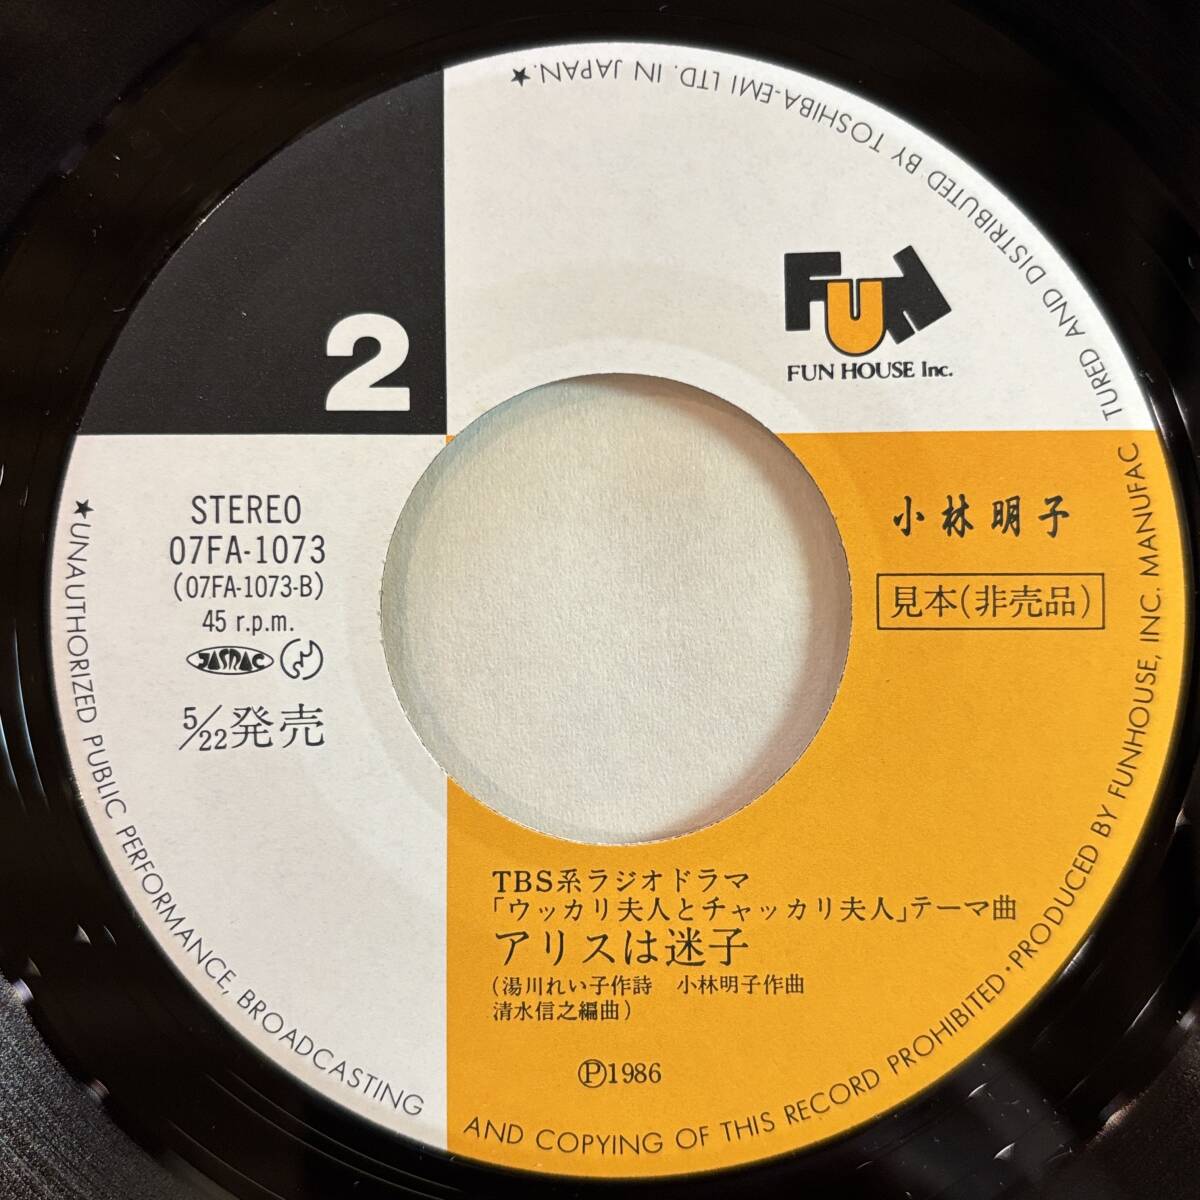 2
FUN
FUN HOUSE Inc.
STEREO
07FA-1073
(07FA-1073-B)
45 r.p.m.
JASRAC
5/22発売
小林明子
見本(非売品)
TBS系ラジオドラマ
「ウッカリ夫人とチャッカリ夫人」テーマ曲
アリスは迷子
(湯川れい子作詩 小林明子作曲
清水信之編曲)
Ⓟ1986
★UNAUTHORIZED PUBLIC PERFORMANCE, BROADCASTING AND COPYING OF THIS RECORD PROHIBITED・PRODUCED BY FUNHOUSE, INC. MANUFACTURED AND DISTRIBUTED BY TOSHIBA-EMI LTD. IN JAPAN.★